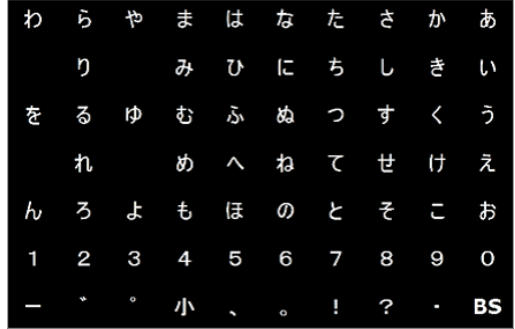 わ ら や ま は な た さ か あ
り み ひ に ち し き い
を る ゆ む ふ ぬ つ す く う
れ め へ ね て せ け え
ん ろ よ も ほ の と そ こ お
1 2 3 4 5 6 7 8 9 0
ー ゛ ゜ 小 、 。 ! ? ・ BS